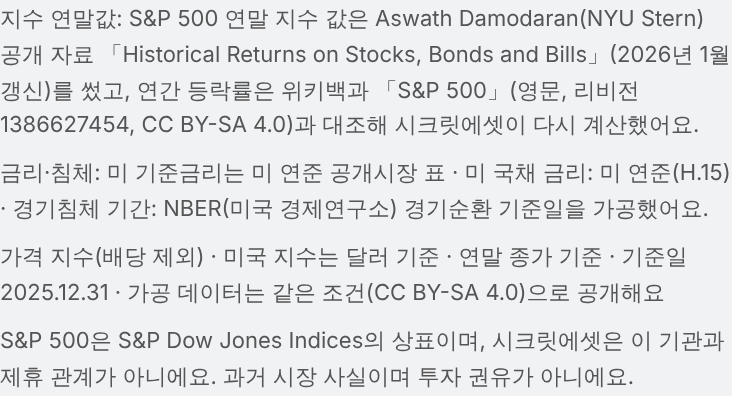 지수 연말값: S&P 500 연말 지수 값은 Aswath Damodaran(NYU Stern)
공개 자료 「Historical Returns on Stocks, Bonds and Bills」(2026년 1월
갱신)를 썼고, 연간 등락률은 위키백과 「S&P 500」(영문, 리비전
1386627454, CC BY-SA 4.0)과 대조해 시크릿에셋이 다시 계산했어요.
금리·침체: 미 기준금리는 미 연준 공개시장 표 · 미 국채 금리: 미 연준(H.15)
· 경기침체 기간: NBER(미국 경제연구소) 경기순환 기준일을 가공했어요.
가격 지수(배당 제외) · 미국 지수는 달러 기준 · 연말 종가 기준 · 기준일
2025.12.31 · 가공 데이터는 같은 조건(CC BY-SA 4.0)으로 공개해요
S&P 500은 S&P Dow Jones Indices의 상표이며, 시크릿에셋은 이 기관과
제휴 관계가 아니에요. 과거 시장 사실이며 투자 권유가 아니에요.